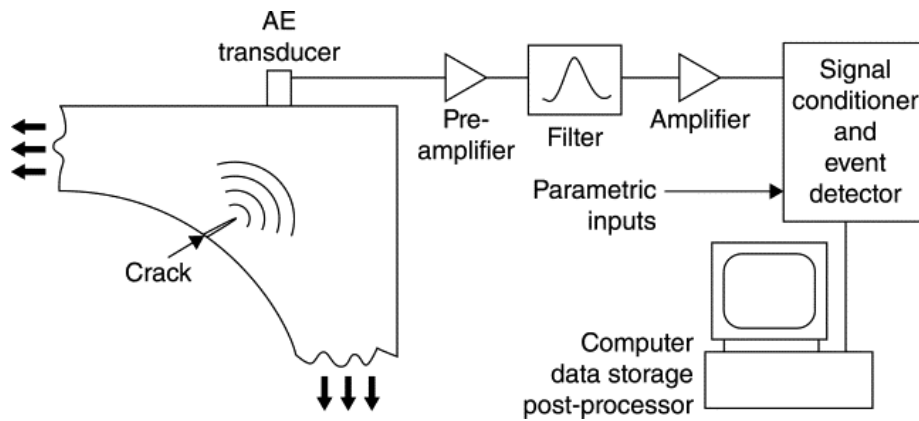 AE
transducer
Pre-
amplifier
Filter
Amplifier
Signal
conditioner
and
event
detector
Parametric
inputs
Crack
Computer
data storage
post-processor